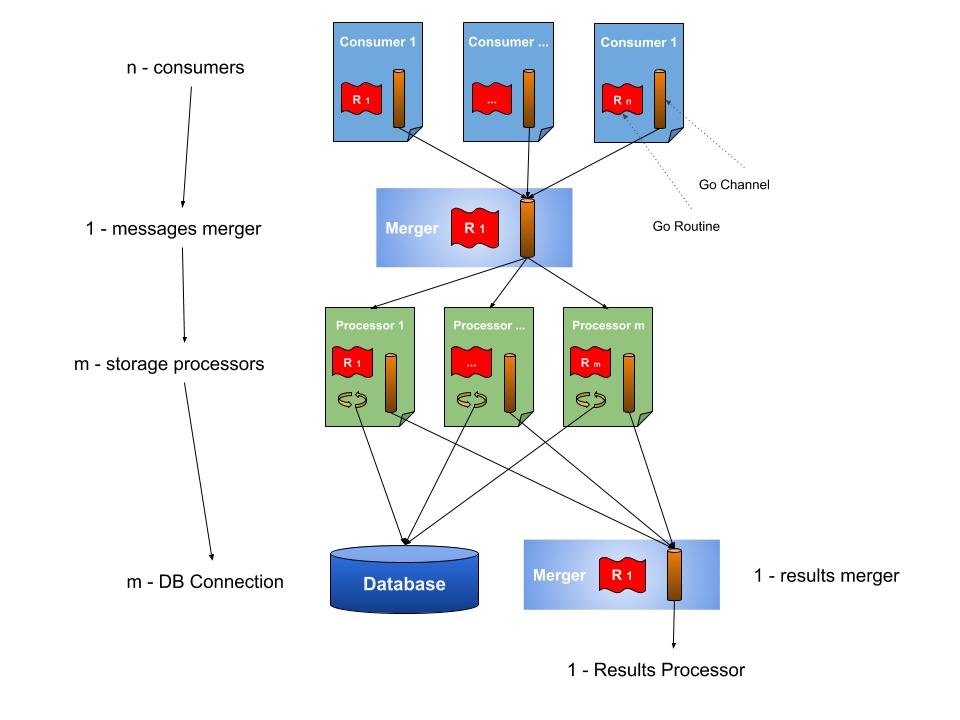 Consumer 1
Consumer ...
Consumer 1
n - consumers
R 1
...
R n
Go Channel
Go Routine
1 - messages merger
Merger
R 1
Processor 1
Processor ...
Processor m
m - storage processors
R 1
...
R m
m - DB Connection
Database
Merger
R 1
1 - results merger
1 - Results Processor